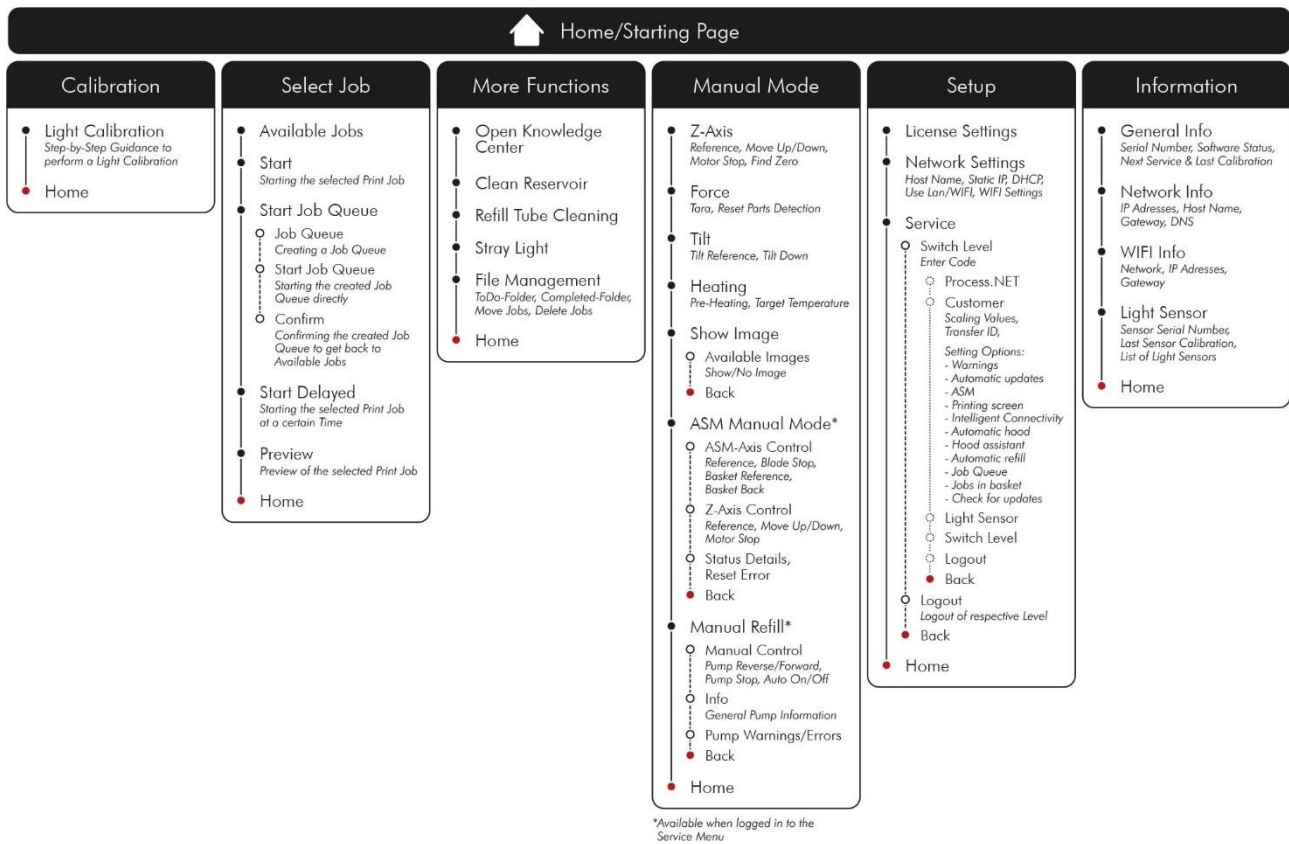 Home/Starting Page
Calibration
Light Calibration
Step-by-Step Guidance to
perform a Light Calibration
Home
Select Job
Available Jobs
Start
Starting the selected Print Job
Start Job Queue
Job Queue
Creating a Job Queue
Start Job Queue
Starting the created Job
Queue directly
Confirm
Confirming the created Job
Queue to get back to
Available Jobs
Start Delayed
Starting the selected Print Job
at a certain Time
Preview
Preview of the selected Print Job
Home
More Functions
Open Knowledge
Center
Clean Reservoir
Refill Tube Cleaning
Stray Light
File Management
ToDo-Folder, Completed-Folder,
Move Jobs, Delete Jobs
Home
Manual Mode
Z-Axis
Reference, Move Up/Down,
Motor Stop, Find Zero
Force
Tara, Reset Parts Detection
Tilt
Tilt Reference, Tilt Down
Heating
Pre-Heating, Target Temperature
Show Image
Available Images
Show/No Image
Back
ASM Manual Mode*
ASM-Axis Control
Reference, Blade Stop,
Basket Reference,
Basket Back
Z-Axis Control
Reference, Move Up/Down,
Motor Stop
Status Details,
Reset Error
Back
Manual Refill*
Manual Control
Pump Reverse/Forward,
Pump Stop, Auto On/Off
Info
General Pump Information
Pump Warnings/Errors
Back
Home
*Available when logged in to the
Service Menu
Setup
License Settings
Network Settings
Host Name, Static IP, DHCP,
Use Lan/WIFI, WIFI Settings
Service
Switch Level
Enter Code
Process.NET
Customer
Scaling Values,
Transfer ID,
Setting Options:
- Warnings
- Automatic updates
- ASM
- Printing screen
- Intelligent Connectivity
- Automatic hood
- Hood assistant
- Automatic refill
- Job Queue
- Jobs in basket
- Check for updates
Light Sensor
Switch Level
Logout
Back
Logout
Logout of respective Level
Back
Home
Information
General Info
Serial Number, Software Status,
Next Service & Last Calibration
Network Info
IP Adresses, Host Name,
Gateway, DNS
WIFI Info
Network, IP Adresses,
Gateway
Light Sensor
Sensor Serial Number,
Last Sensor Calibration,
List of Light Sensors
Home